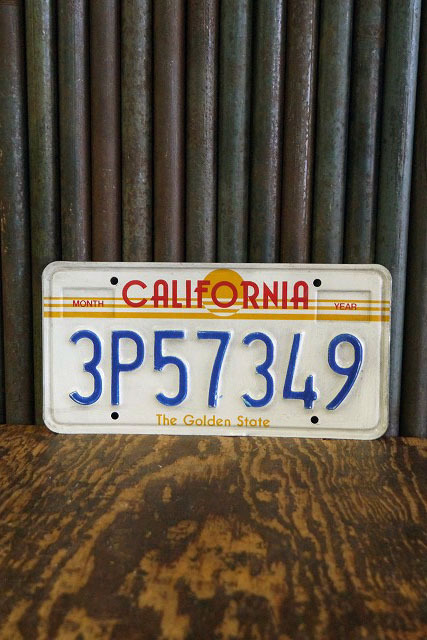 CALIFORNIA
MONTH YEAR
3P57349
The Golden State